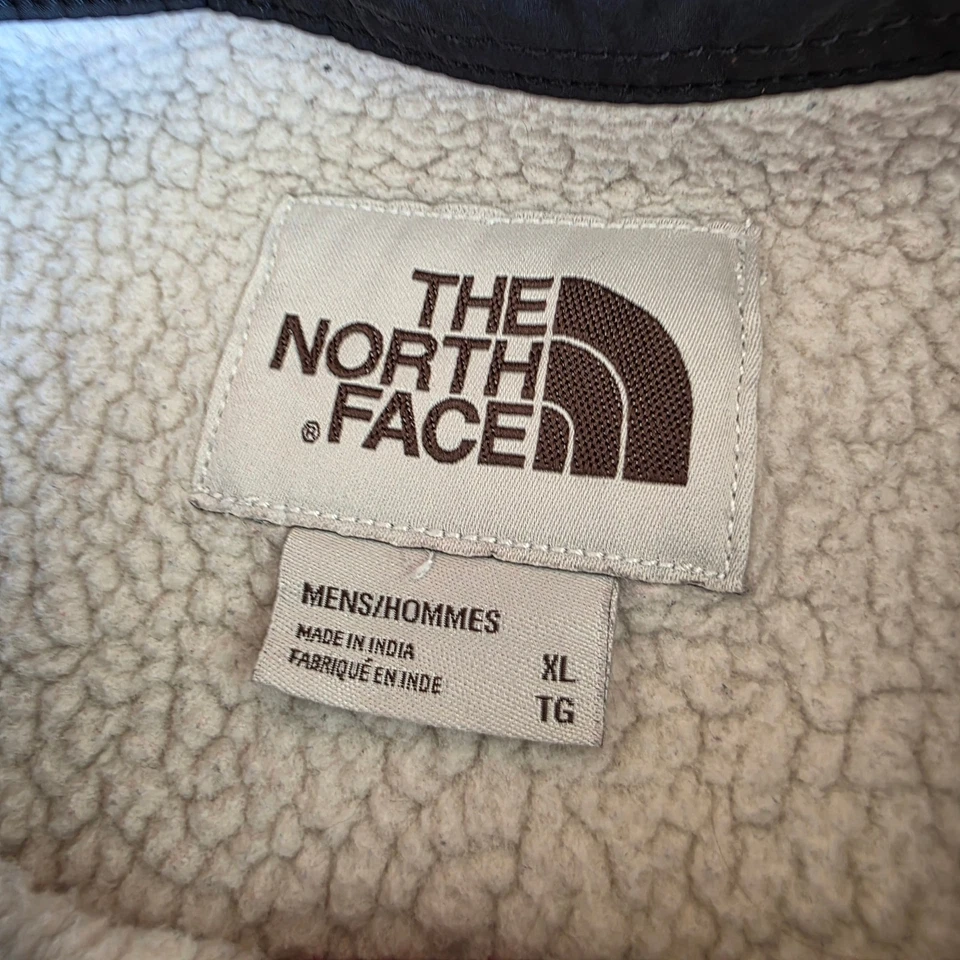 THE
NORTH
® FACE
MENS/HOMMES
MADE IN INDIA
FABRIQUÉ EN INDE
XL
TG